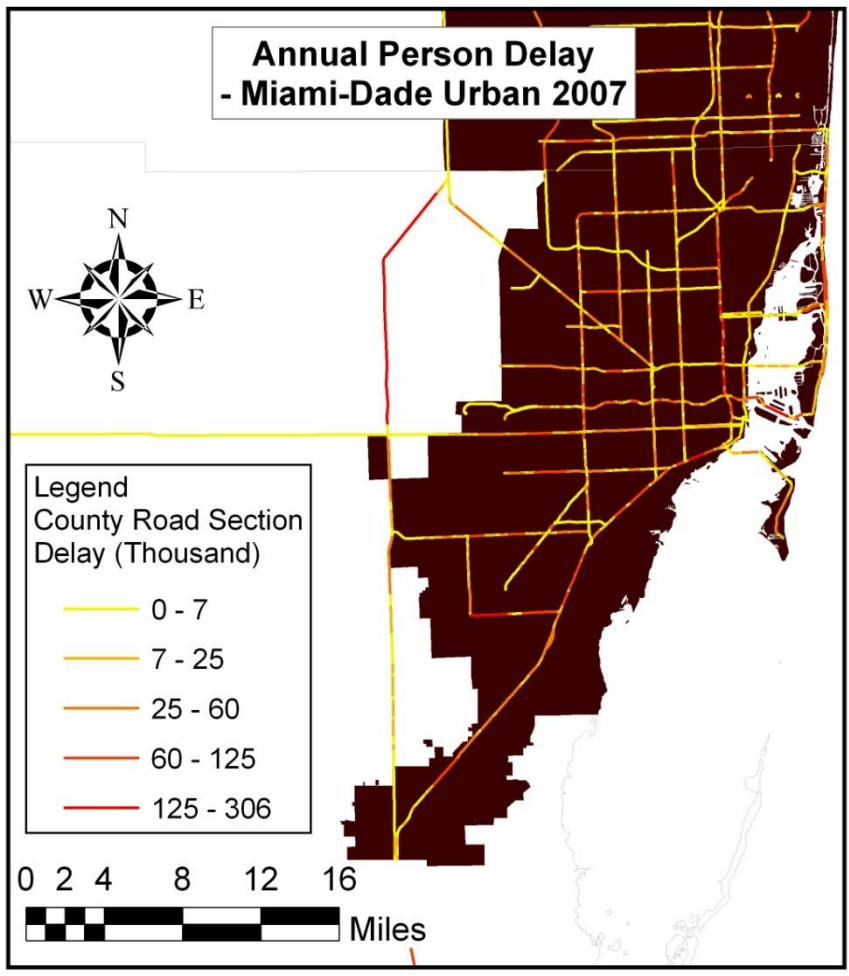 Annual Person Delay
- Miami-Dade Urban 2007
N
W
E
S
Legend
County Road Section
Delay (Thousand)
0 - 7
7 - 25
25 - 60
60 - 125
125 - 306
0 2 4 8 12 16
Miles